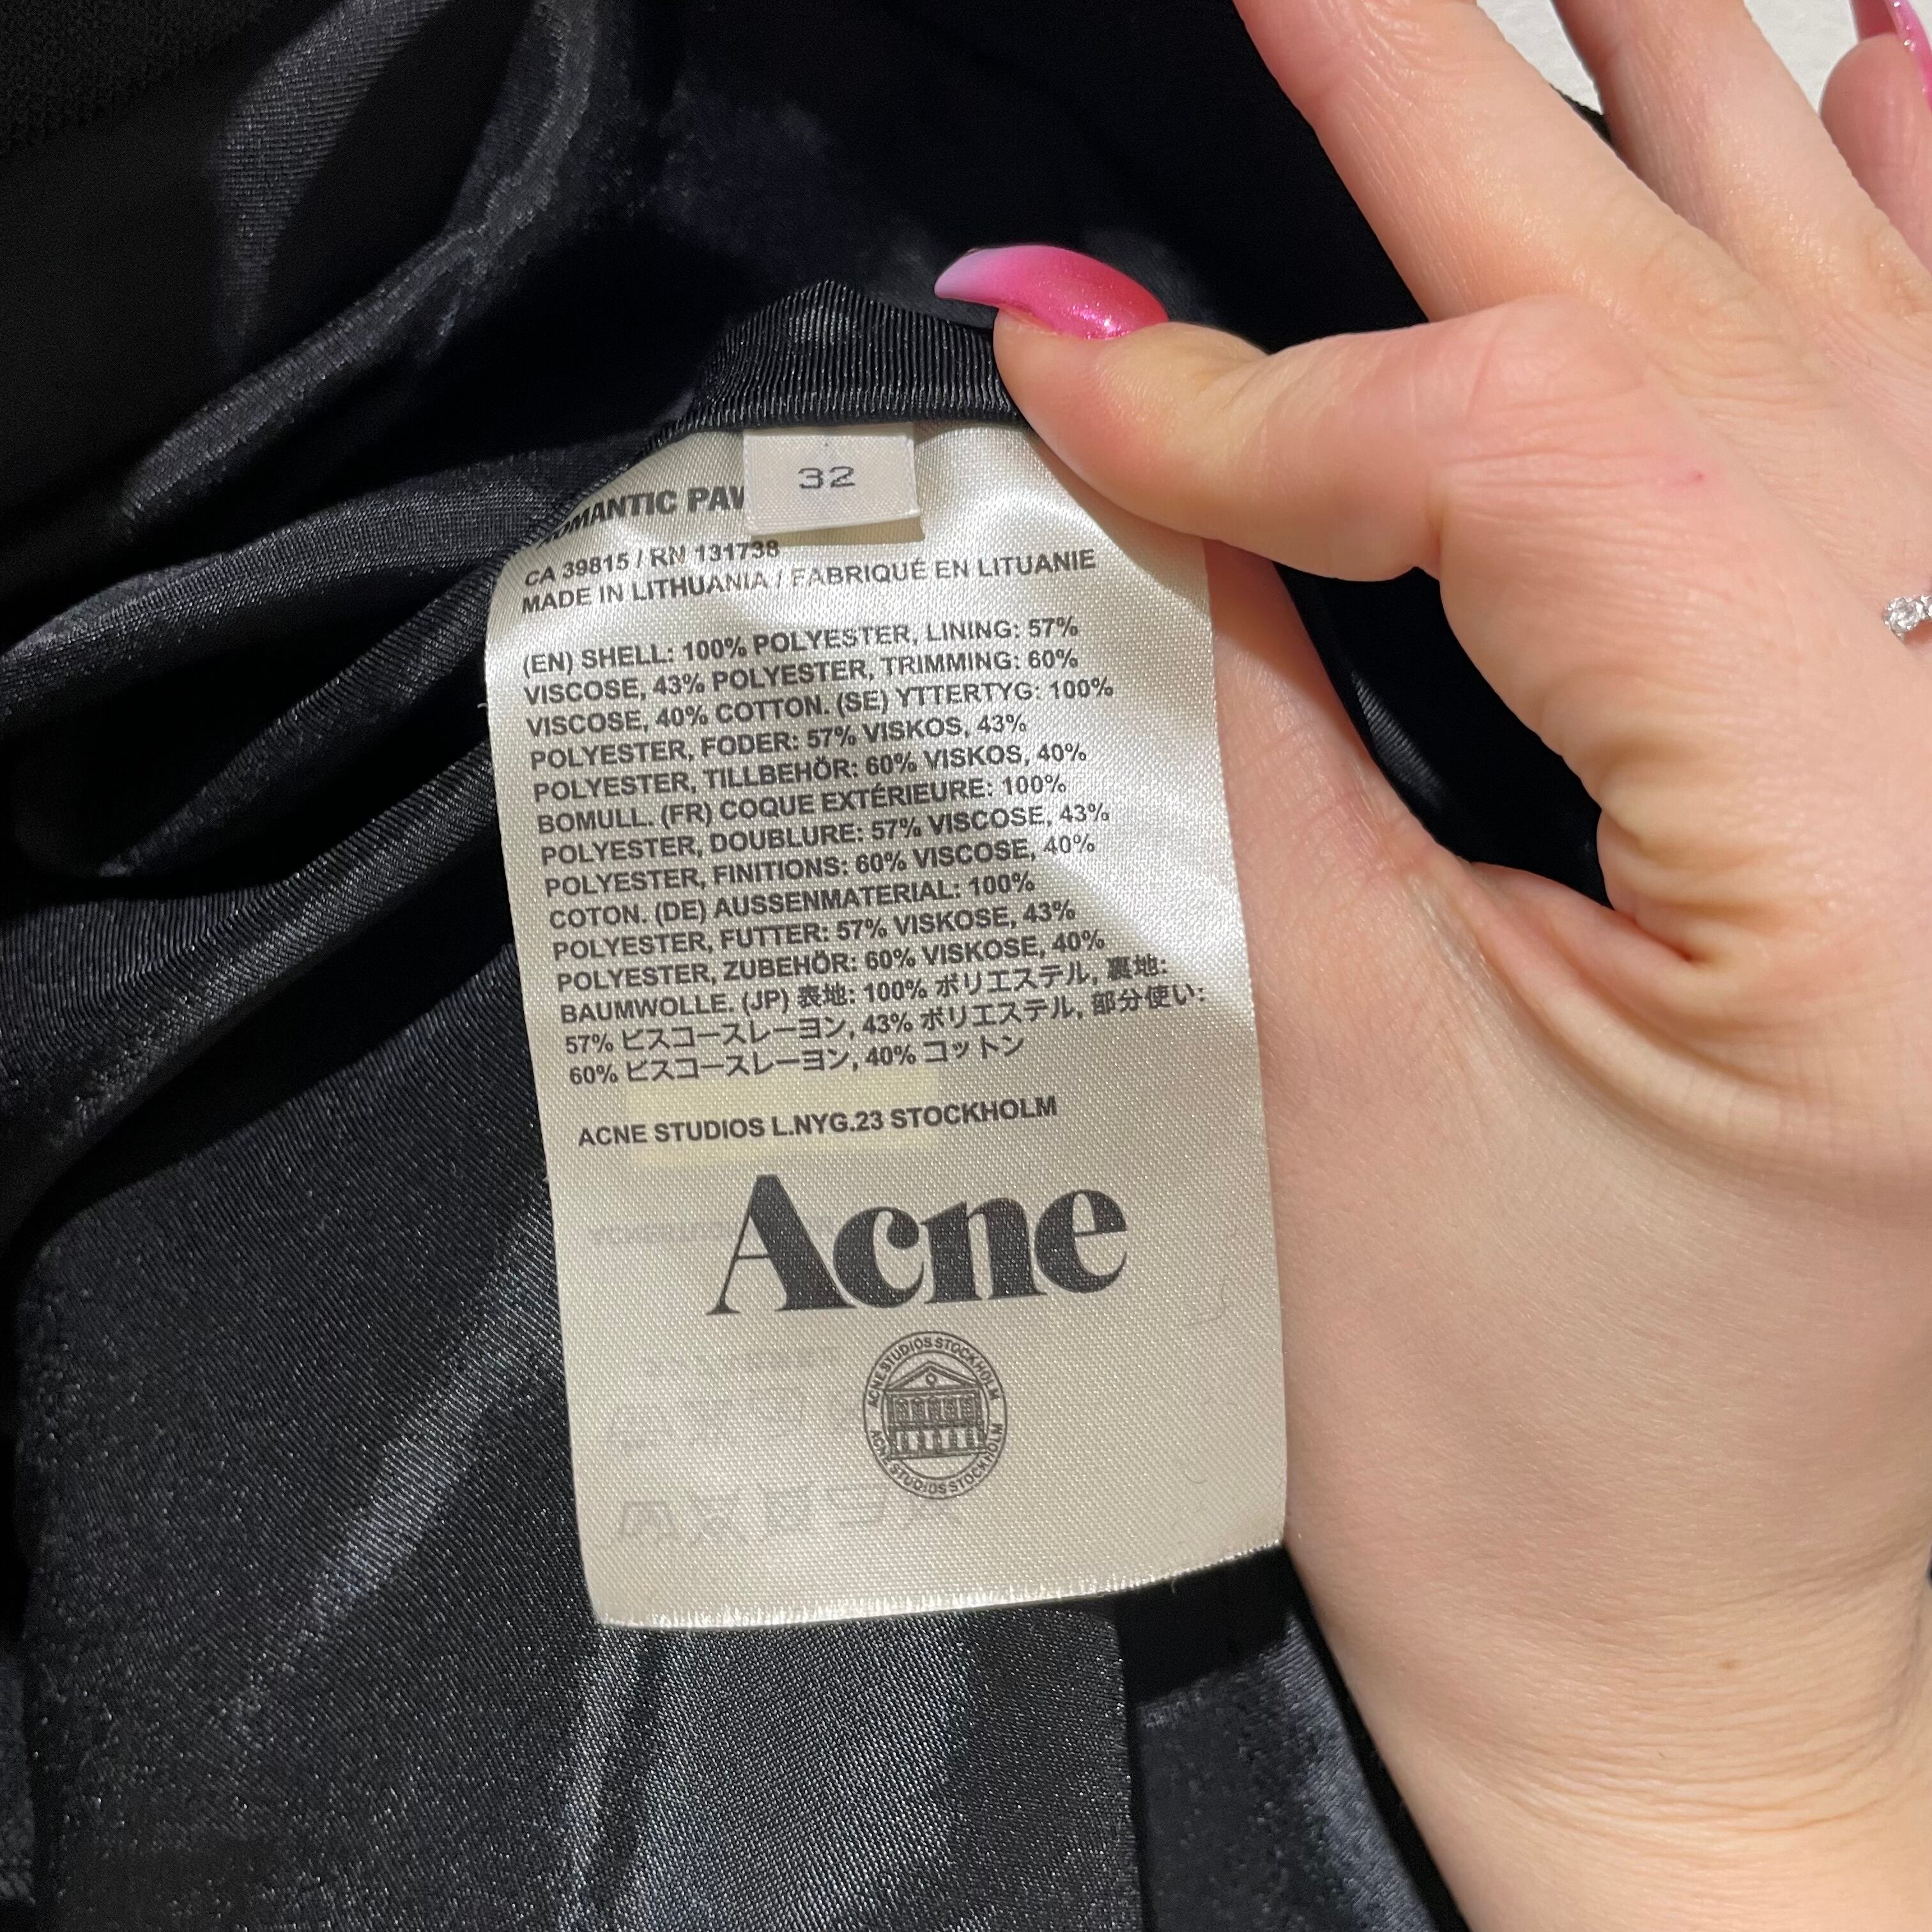 32
ROMANTIC PAV
CA 39815 / RN 131738
MADE IN LITHUANIA / FABRIQUÉ EN LITUANIE
(EN) SHELL: 100% POLYESTER, LINING: 57%
VISCOSE, 43% POLYESTER, TRIMMING: 60%
VISCOSE, 40% COTTON. (SE) YTTERTYG: 100%
POLYESTER, FODER: 57% VISKOS, 43%
POLYESTER, TILLBEHÖR: 60% VISKOS, 40%
BOMULL. (FR) COQUE EXTÉRIEURE: 100%
POLYESTER, DOUBLURE: 57% VISCOSE, 43%
POLYESTER, FINITIONS: 60% VISCOSE, 40%
COTON. (DE) AUSSENMATERIAL: 100%
POLYESTER, FUTTER: 57% VISKOSE, 43%
POLYESTER, ZUBEHÖR: 60% VISKOSE, 40%
BAUMWOLLE. (JP) 表地: 100% ポリエステル, 裏地:
57% ビスコースレーヨン, 43% ポリエステル, 部分使い:
60% ビスコースレーヨン, 40% コットン
ACNE STUDIOS L.NYG.23 STOCKHOLM
Acne
ACNE STUDIOS STOCKHOLM
ACNE STUDIOS STOCKHOLM